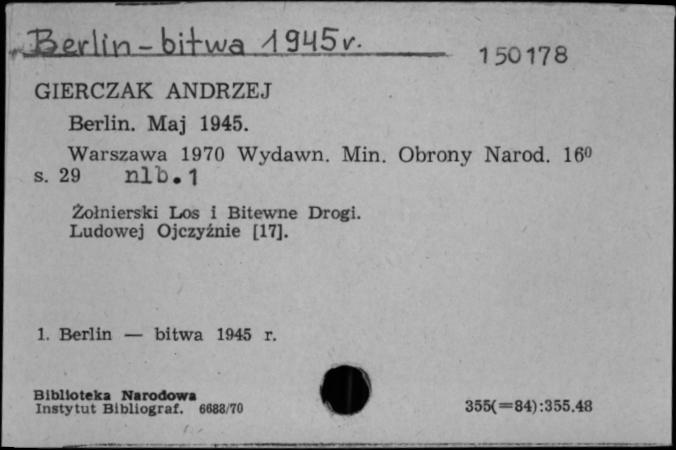 Berlin - bitwa 1945 r.
150178
GIERCZAK ANDRZEJ
Berlin. Maj 1945.
Warszawa 1970 Wydawn. Min. Obrony Narod. 16⁰
s. 29 nlb. 1
Żołnierski Los i Bitewne Drogi.
Ludowej Ojczyźnie [17].
1. Berlin — bitwa 1945 r.
Biblioteka Narodowa
Instytut Bibliograf. 6688/70
355(=84):355.48